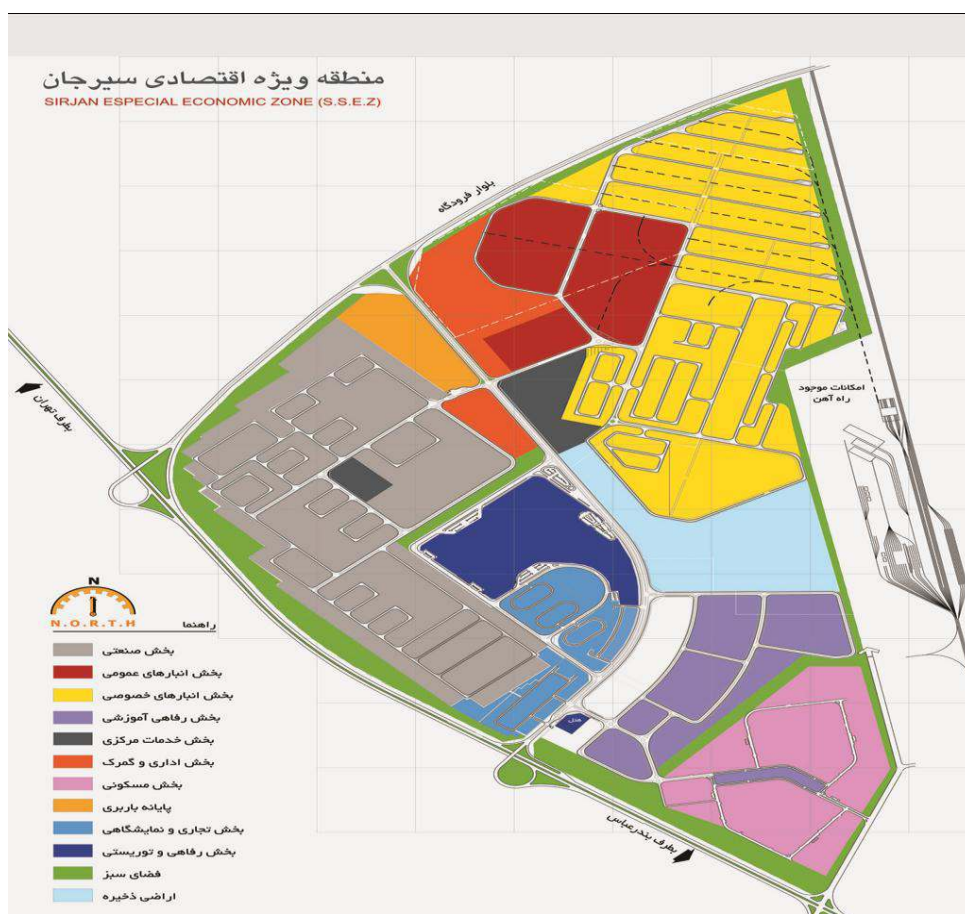 منطقه ویژه اقتصادی سیرجان
SIRJAN ESPECIAL ECONOMIC ZONE (S.S.E.Z)
بلوار فرودگاه
امکانات موجود
راه آهن
بطرف تهران
هتل
بطرف بندرعباس
N
N.O.R.T.H
راهنما
بخش صنعتی
بخش انبارهای عمومی
بخش انبارهای خصوصی
بخش رفاهی آموزشی
بخش خدمات مرکزی
بخش اداری و گمرک
بخش مسکونی
پایانه باربری
بخش تجاری و نمایشگاهی
بخش رفاهی و توریستی
فضای سبز
اراضی ذخیره